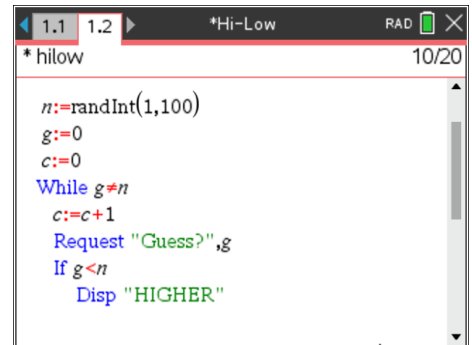 1.1 1.2 *Hi-Low RAD
* hilow 10/20
n:=randInt(1,100)
g:=0
c:=0
While g≠n
c:=c+1
Request "Guess?",g
If g<n
Disp "HIGHER"